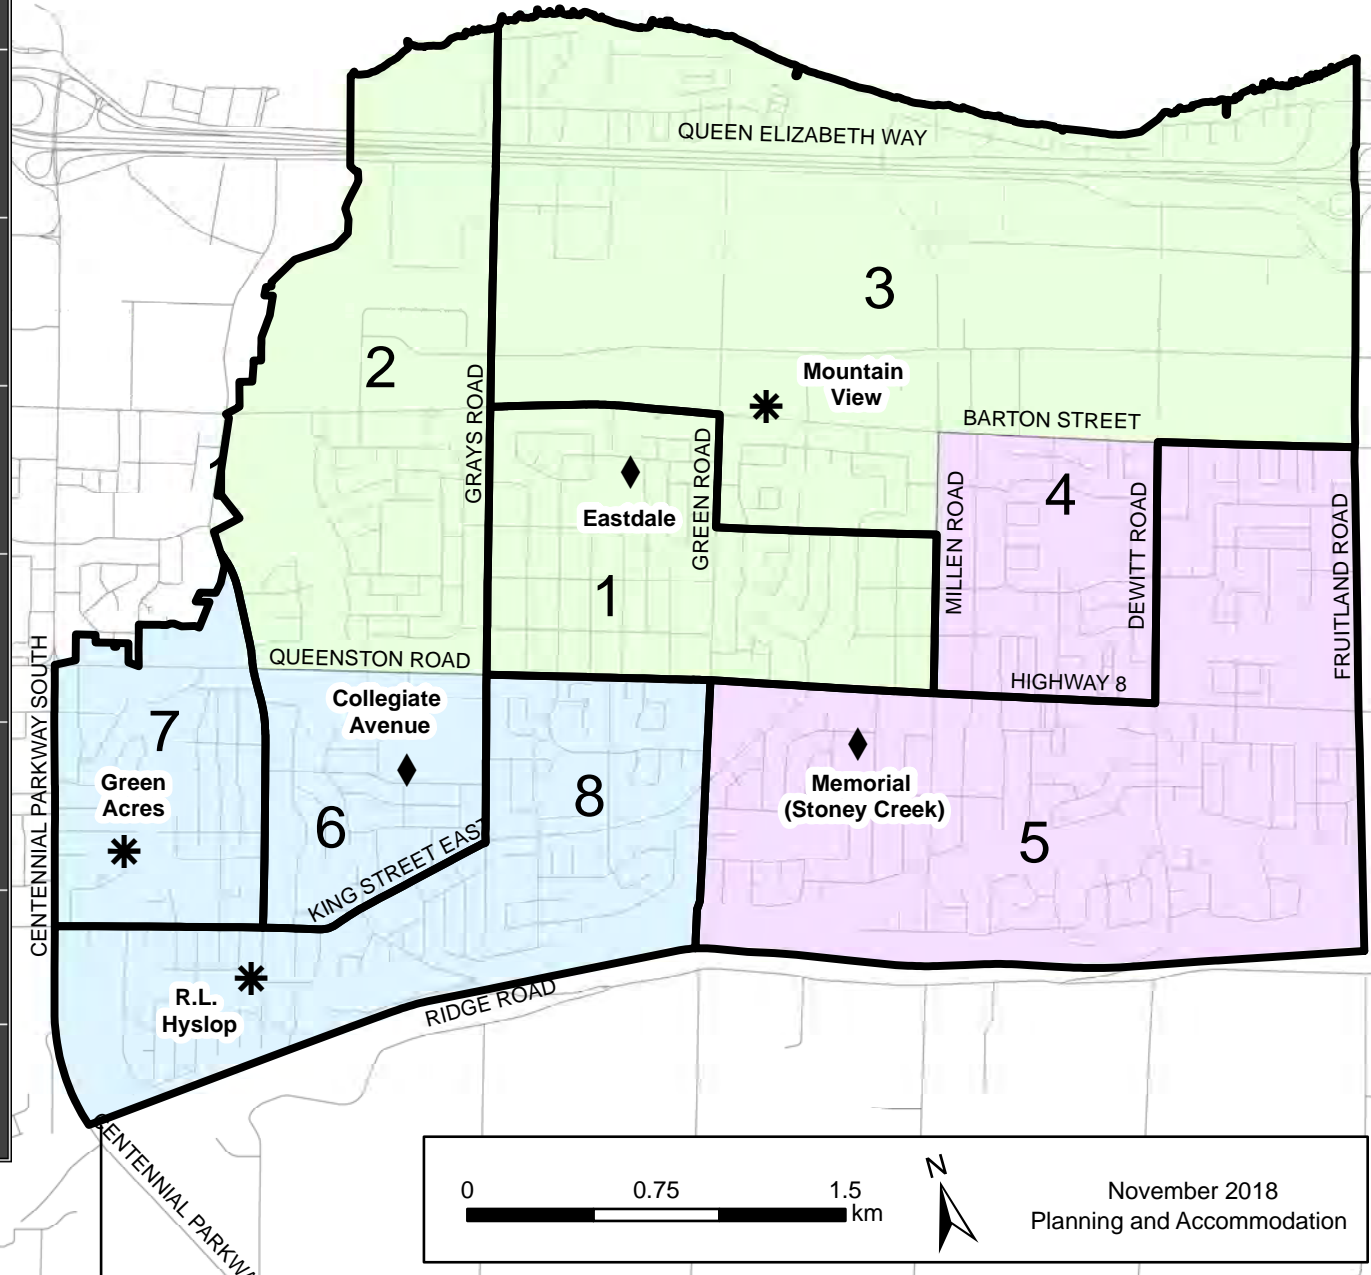 QUEEN ELIZABETH WAY
3
2
Mountain
View
GRAYS ROAD
BARTON STREET
GREEN ROAD
Eastdale
MILLEN ROAD
4
DEWITT ROAD
FRUITLAND ROAD
1
QUEENSTON ROAD
HIGHWAY 8
CENTENNIAL PARKWAY SOUTH
Collegiate
Avenue
7
Green
Acres
6
8
Memorial
(Stoney Creek)
5
KING STREET EAST
R.L.
Hyslop
RIDGE ROAD
CENTENNIAL PARKWA
0 0.75 1.5
km
N
November 2018
Planning and Accommodation